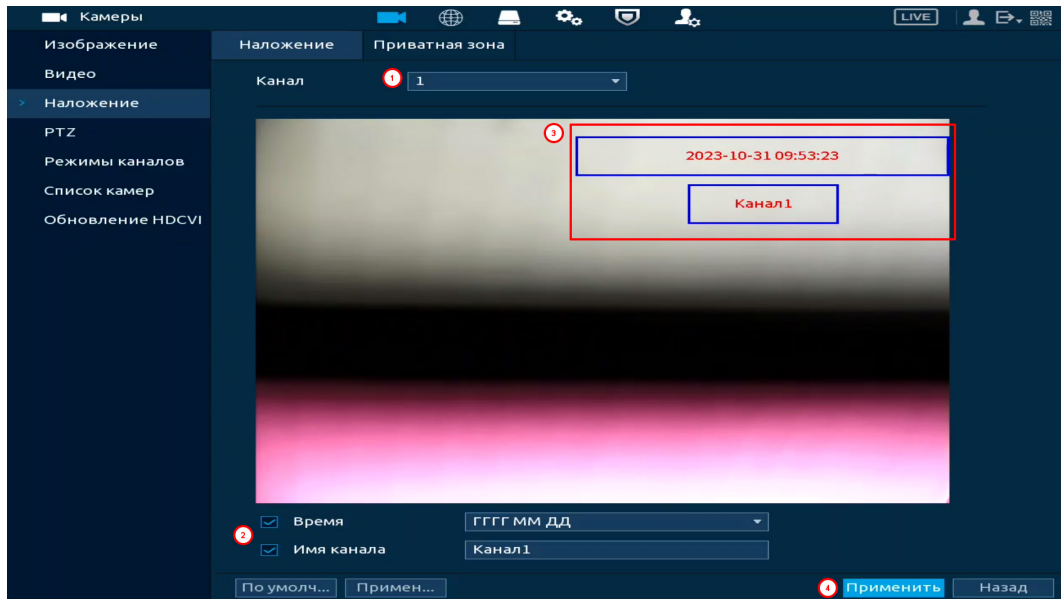 Камеры
LIVE
Изображение
Видео
Наложение
PTZ
Режимы каналов
Список камер
Обновление HDCVI
Наложение
Приватная зона
Канал
1
1
3
2023-10-31 09:53:23
Канал1
2
Время
ГГГГ ММ ДД
Имя канала
Канал1
По умолч...
Примен...
4
Применить
Назад